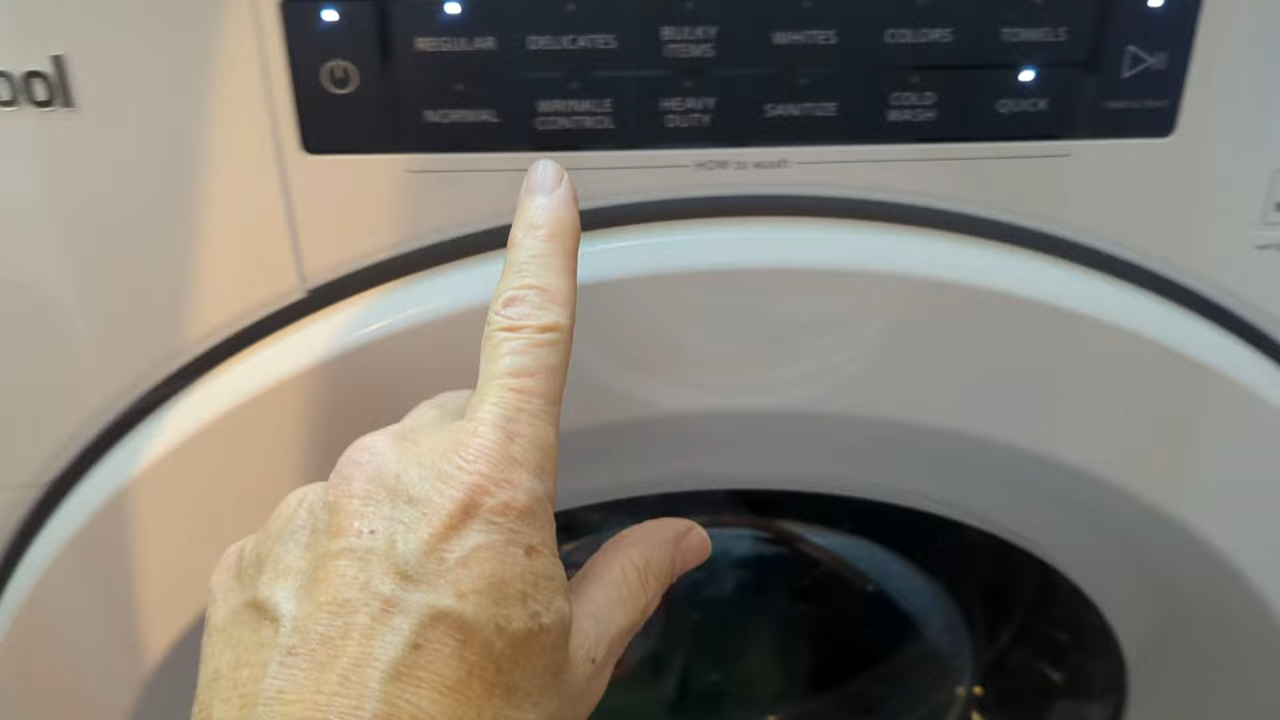 ool
REGULAR DELICATES BULKY ITEMS WHITES COLORS TOWELS
NORMAL WRINKLE CONTROL HEAVY DUTY SANITIZE COLD WASH QUICK
HOW to wash